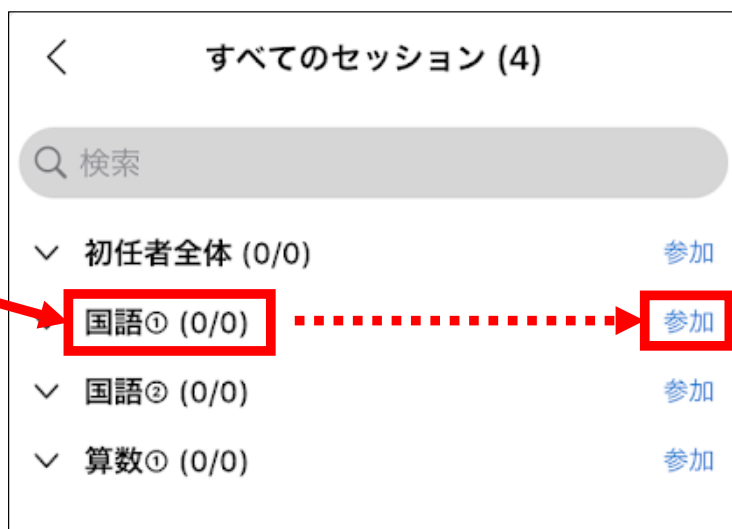 すべてのセッション (4)
検索
初任者全体 (0/0) 参加
国語① (0/0) 参加
国語② (0/0) 参加
算数① (0/0) 参加